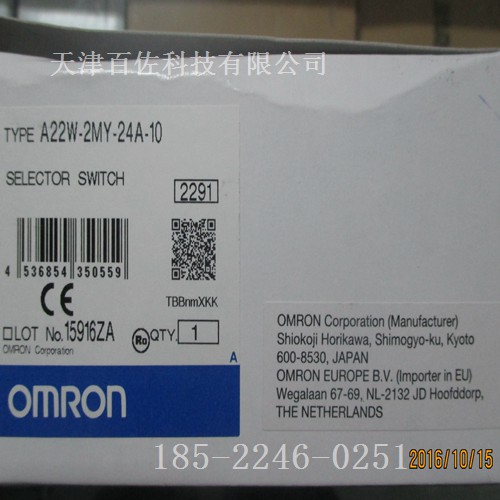 天津百佐科技有限公司
TYPE A22W-2MY-24A-10
SELECTOR SWITCH
2291
4 536854 350559
TBBnmXKK
CE
LOT No. 15916ZA
QTY. 1
OMRON Corporation
A
OMRON
OMRON Corporation (Manufacturer)
Shiokoji Horikawa, Shimogyo-ku, Kyoto
600-8530, JAPAN
OMRON EUROPE B.V. (Importer in EU)
Wegalaan 67-69, NL-2132 JD Hoofddorp,
THE NETHERLANDS
185-2246-0251
2016/10/15